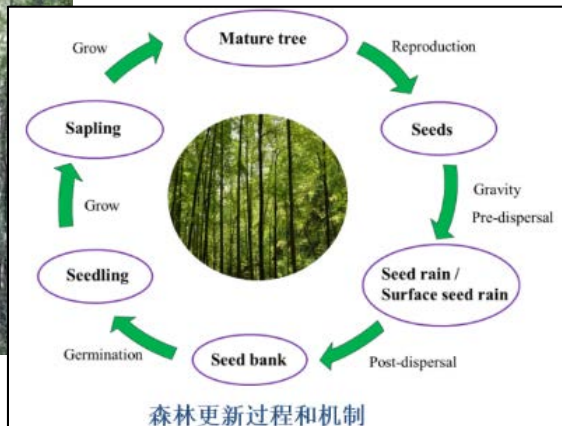 Mature tree
Reproduction
Seeds
Gravity
Pre-dispersal
Seed rain /
Surface seed rain
Post-dispersal
Seed bank
Germination
Seedling
Grow
Sapling
Grow
森林更新过程和机制